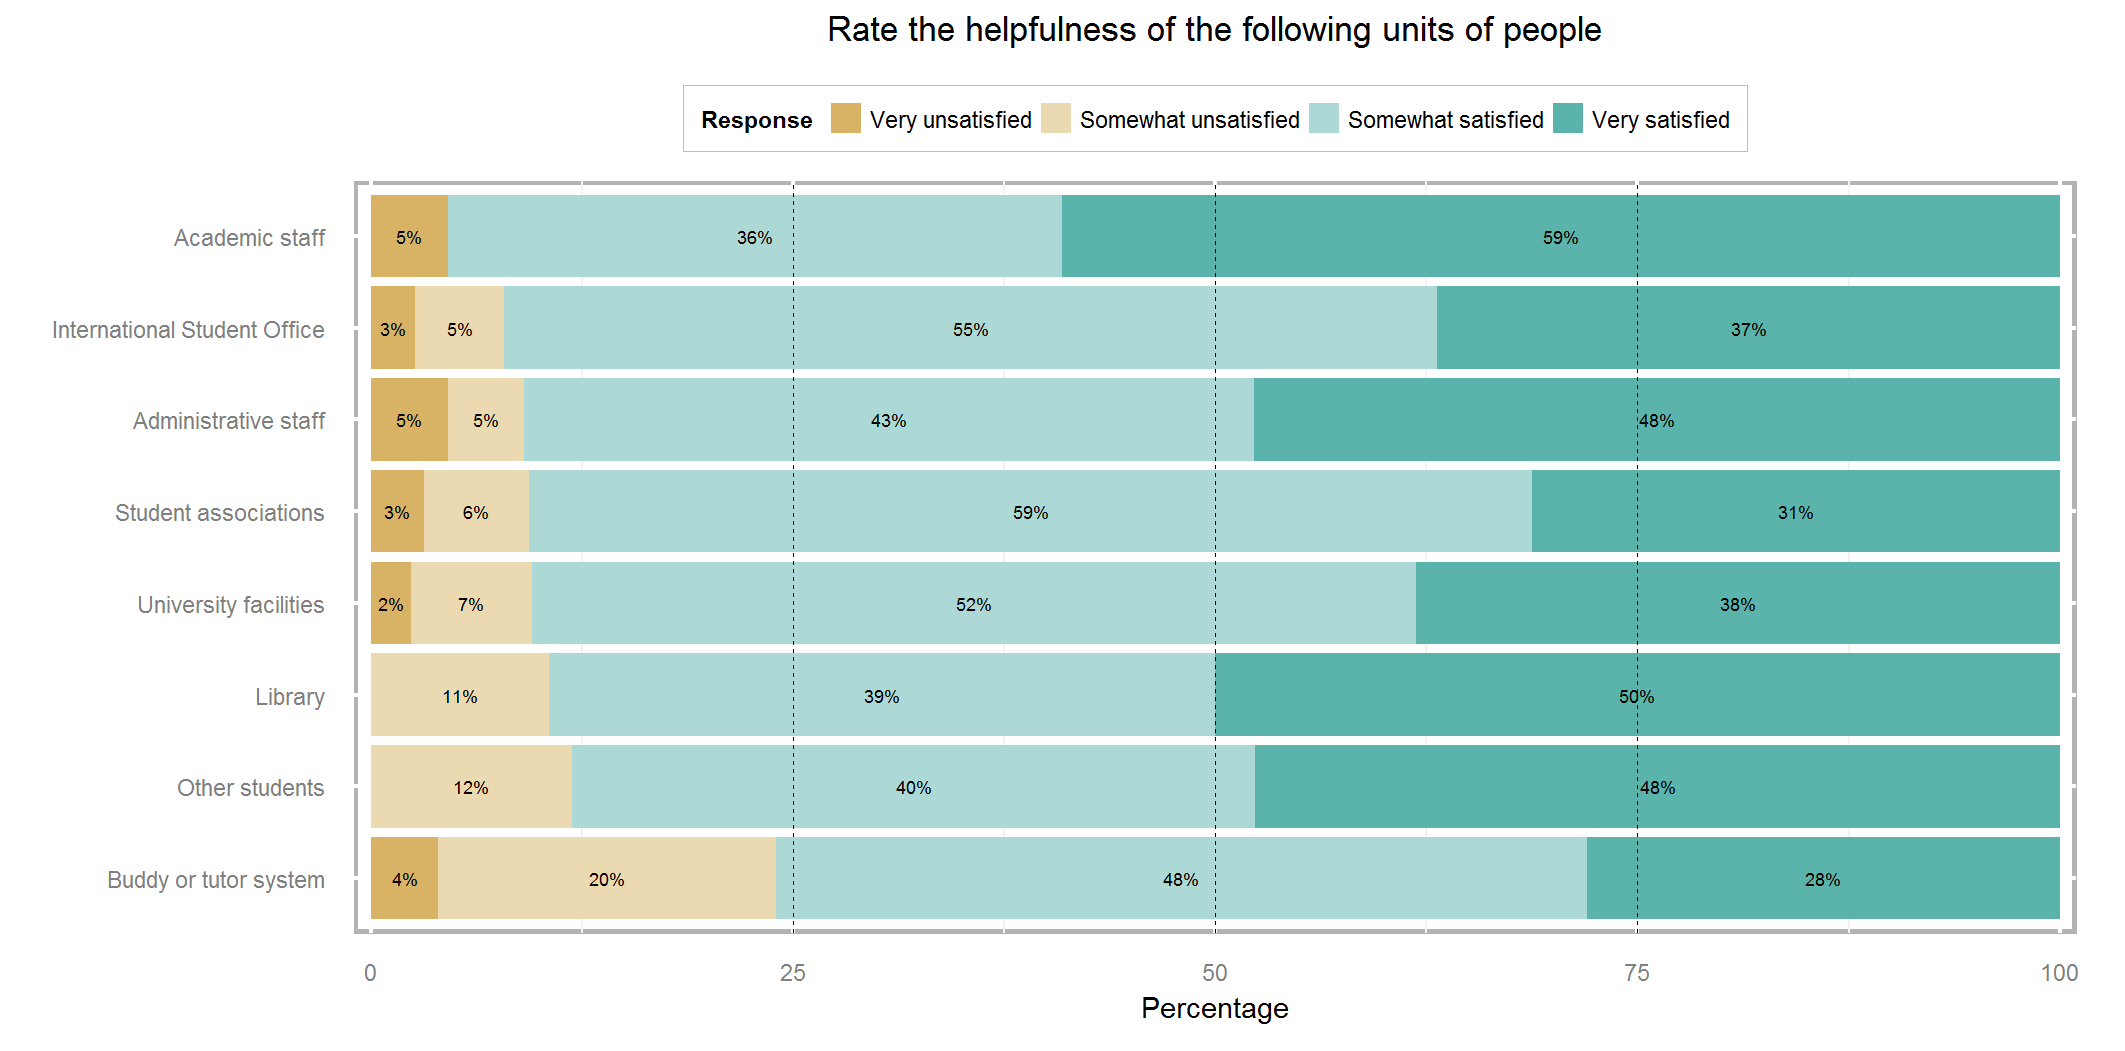 Rate the helpfulness of the following units of people
Response Very unsatisfied Somewhat unsatisfied Somewhat satisfied Very satisfied
Academic staff 5% 36% 59%
International Student Office 3% 5% 55% 37%
Administrative staff 5% 5% 43% 48%
Student associations 3% 6% 59% 31%
University facilities 2% 7% 52% 38%
Library 11% 39% 50%
Other students 12% 40% 48%
Buddy or tutor system 4% 20% 48% 28%
0 25 50 75 100
Percentage